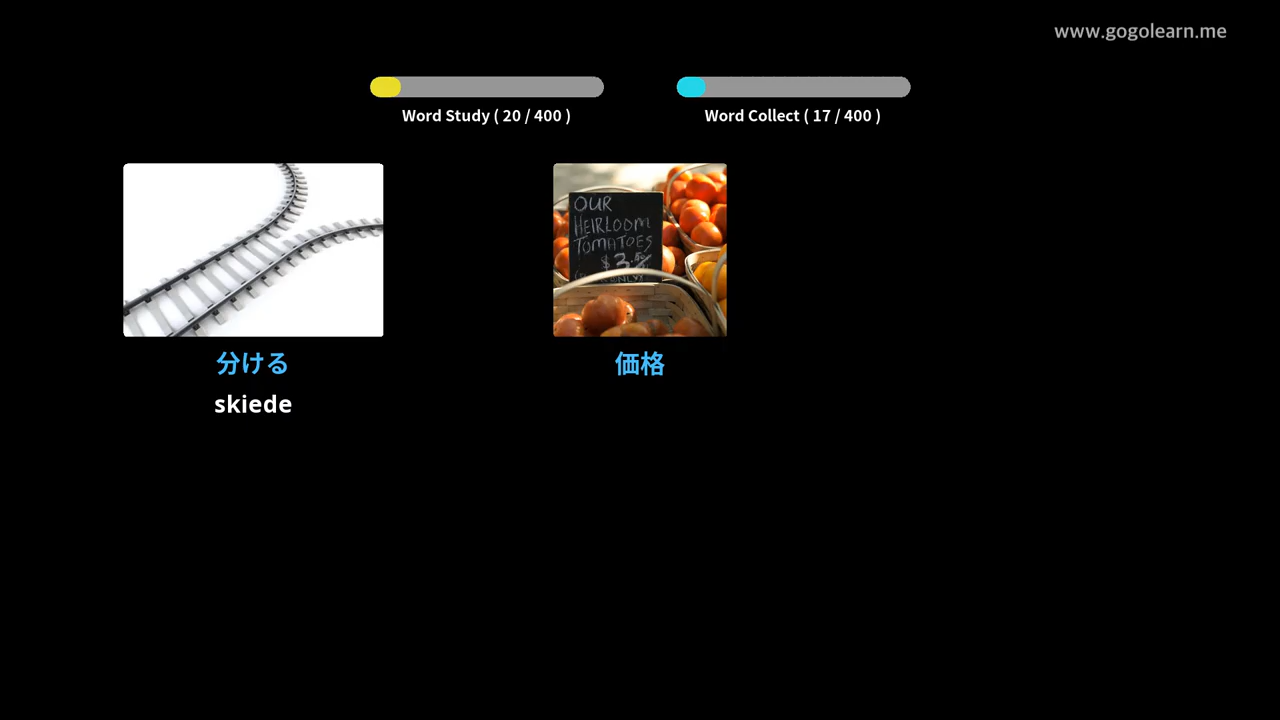 www.gogolearn.me
Word Study ( 20 / 400 )
Word Collect ( 17 / 400 )
OUR
HEIRLOOM
TOMATOES
分ける
価格
skiede